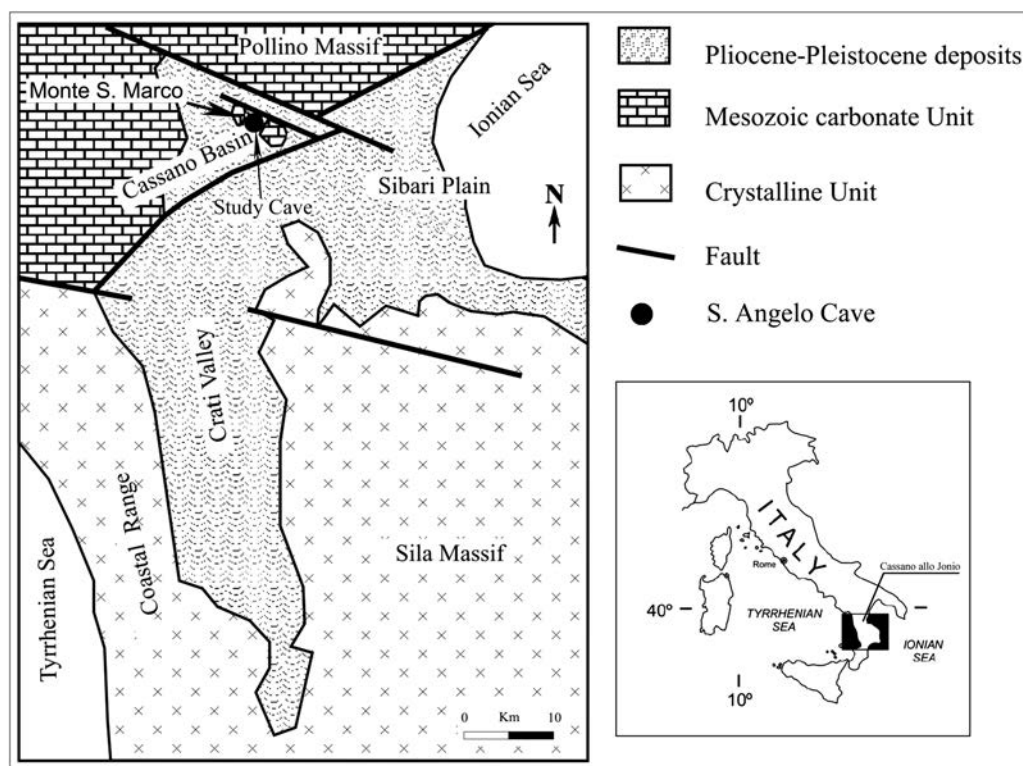 Pollino Massif
Monte S. Marco
Cassano Basin
Study Cave
Ionian Sea
Sibari Plain
N
Crati Valley
Coastal Range
Tyrrhenian Sea
Sila Massif
0 Km 10
Pliocene-Pleistocene deposits
Mesozoic carbonate Unit
Crystalline Unit
Fault
S. Angelo Cave
10°
ITALY
Rome
Cassano allo Jonio
40°
TYRRHENIAN
SEA
IONIAN
SEA
10°